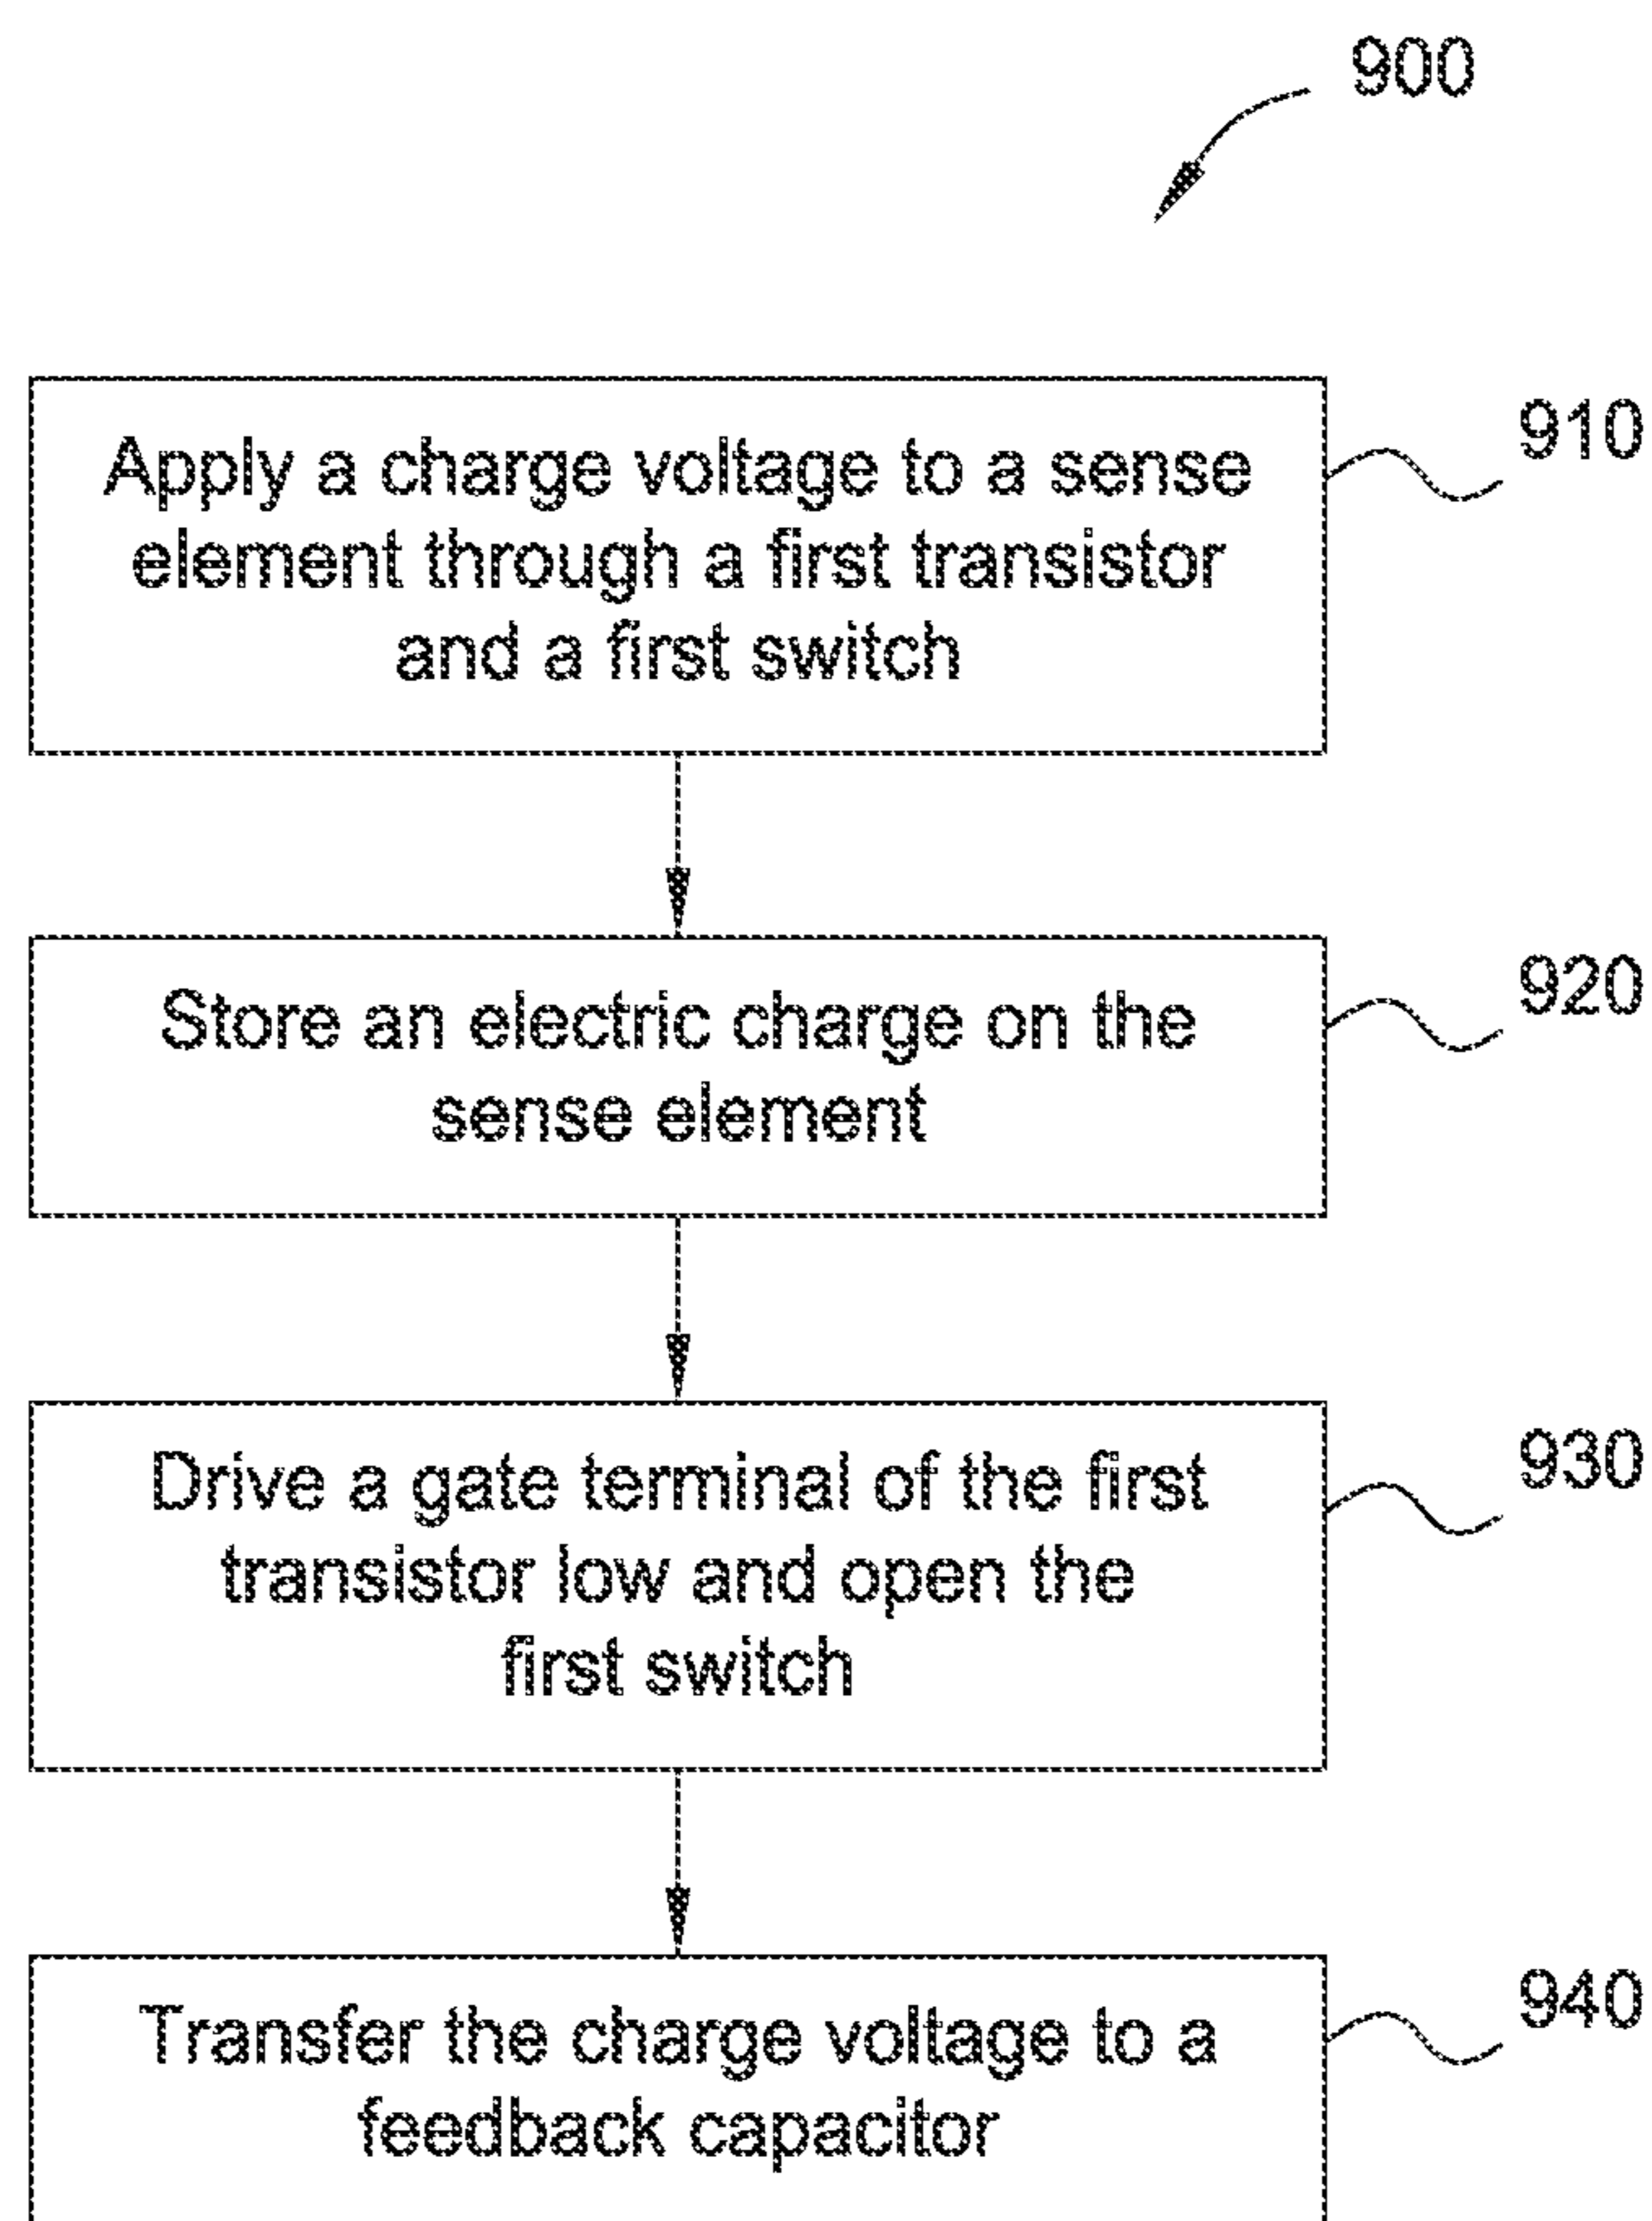 900
Apply a charge voltage to a sense
element through a first transistor
and a first switch
910
Store an electric charge on the
sense element
920
Drive a gate terminal of the first
transistor low and open the
first switch
930
Transfer the charge voltage to a
feedback capacitor
940